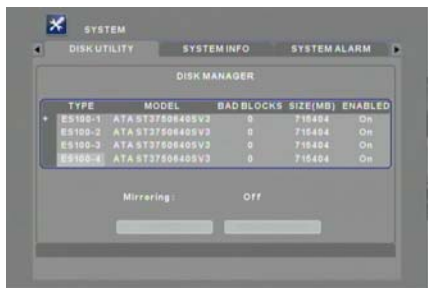 SYSTEM
DISK UTILITY SYSTEM INFO SYSTEM ALARM
DISK MANAGER
TYPE MODEL BAD BLOCKS SIZE(MB) ENABLED
+ ES100-1 ATA ST3750640SV3 0 715404 On
ES100-2 ATA ST3750640SV3 0 715404 On
ES100-3 ATA ST3750640SV3 0 715404 On
ES100-4 ATA ST3750640SV3 0 715404 On
Mirroring: Off